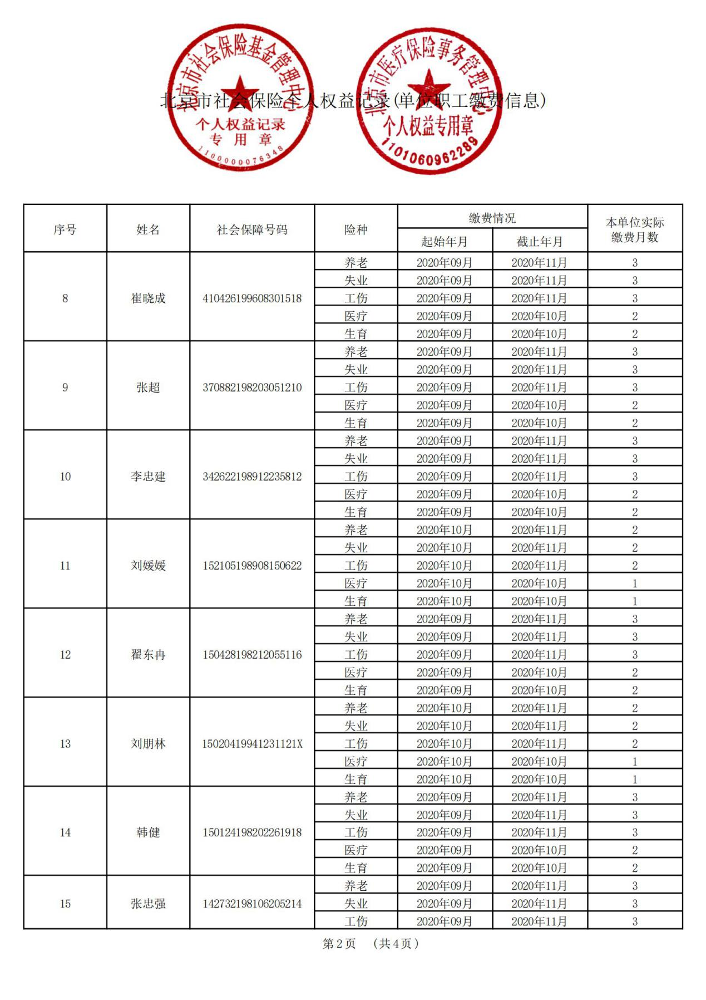 北京市社会保险基金管理中心
个人权益记录
专用章
1100000076348
北京市医疗保险事务管理中心
个人权益专用章
1101060962289
北京市社会保险个人权益记录(单位职工缴费信息)
序号 姓名 社会保障号码 险种 缴费情况 本单位实际缴费月数
起始年月 截止年月
养老 2020年09月 2020年11月 3
失业 2020年09月 2020年11月 3
8 崔晓成 410426199608301518 工伤 2020年09月 2020年11月 3
医疗 2020年09月 2020年10月 2
生育 2020年09月 2020年10月 2
养老 2020年09月 2020年11月 3
失业 2020年09月 2020年11月 3
9 张超 370882198203051210 工伤 2020年09月 2020年11月 3
医疗 2020年09月 2020年10月 2
生育 2020年09月 2020年10月 2
养老 2020年09月 2020年11月 3
失业 2020年09月 2020年11月 3
10 李忠建 342622198912235812 工伤 2020年09月 2020年11月 3
医疗 2020年09月 2020年10月 2
生育 2020年09月 2020年10月 2
养老 2020年10月 2020年11月 2
失业 2020年10月 2020年11月 2
11 刘媛媛 152105198908150622 工伤 2020年10月 2020年11月 2
医疗 2020年10月 2020年10月 1
生育 2020年10月 2020年10月 1
养老 2020年09月 2020年11月 3
失业 2020年09月 2020年11月 3
12 翟东冉 150428198212055116 工伤 2020年09月 2020年11月 3
医疗 2020年09月 2020年10月 2
生育 2020年09月 2020年10月 2
养老 2020年10月 2020年11月 2
失业 2020年10月 2020年11月 2
13 刘朋林 15020419941231121X 工伤 2020年10月 2020年11月 2
医疗 2020年10月 2020年10月 1
生育 2020年10月 2020年10月 1
养老 2020年09月 2020年11月 3
失业 2020年09月 2020年11月 3
14 韩健 150124198202261918 工伤 2020年09月 2020年11月 3
医疗 2020年09月 2020年10月 2
生育 2020年09月 2020年10月 2
养老 2020年09月 2020年11月 3
15 张忠强 142732198106205214 失业 2020年09月 2020年11月 3
工伤 2020年09月 2020年11月 3
第2页 (共4页)